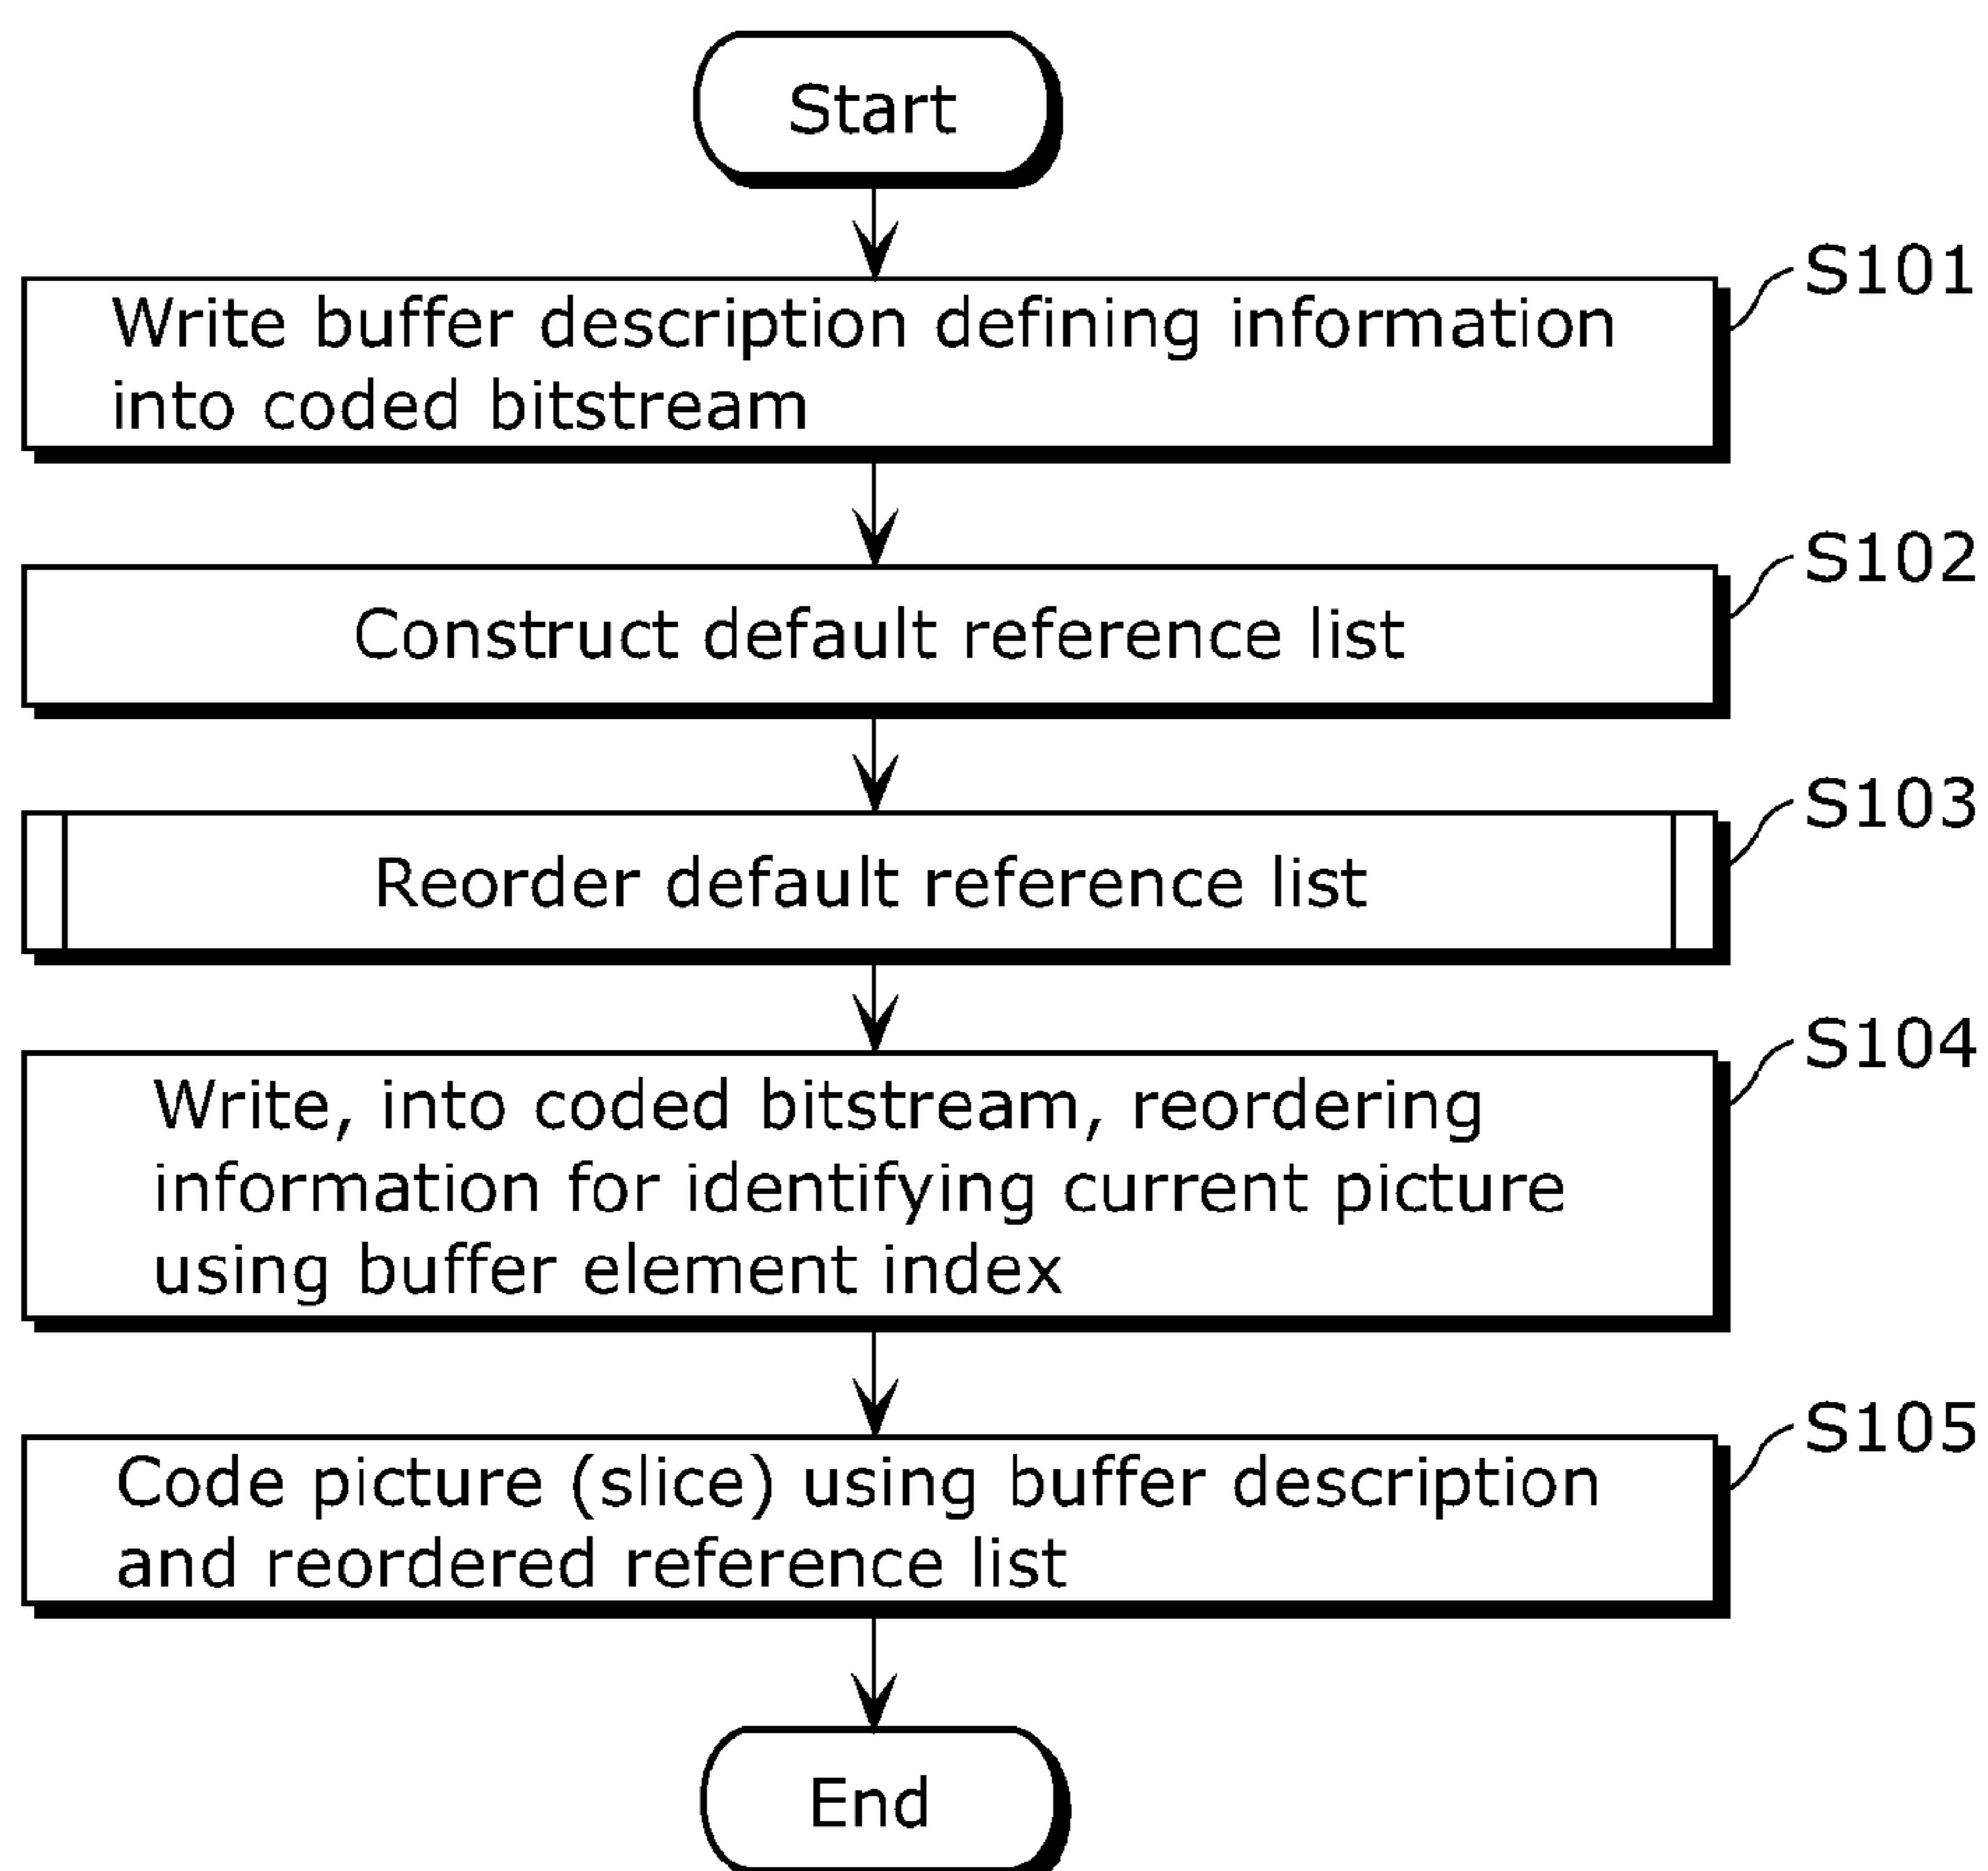 Start
S101
Write buffer description defining information
into coded bitstream
S102
Construct default reference list
S103
Reorder default reference list
S104
Write, into coded bitstream, reordering
information for identifying current picture
using buffer element index
S105
Code picture (slice) using buffer description
and reordered reference list
End